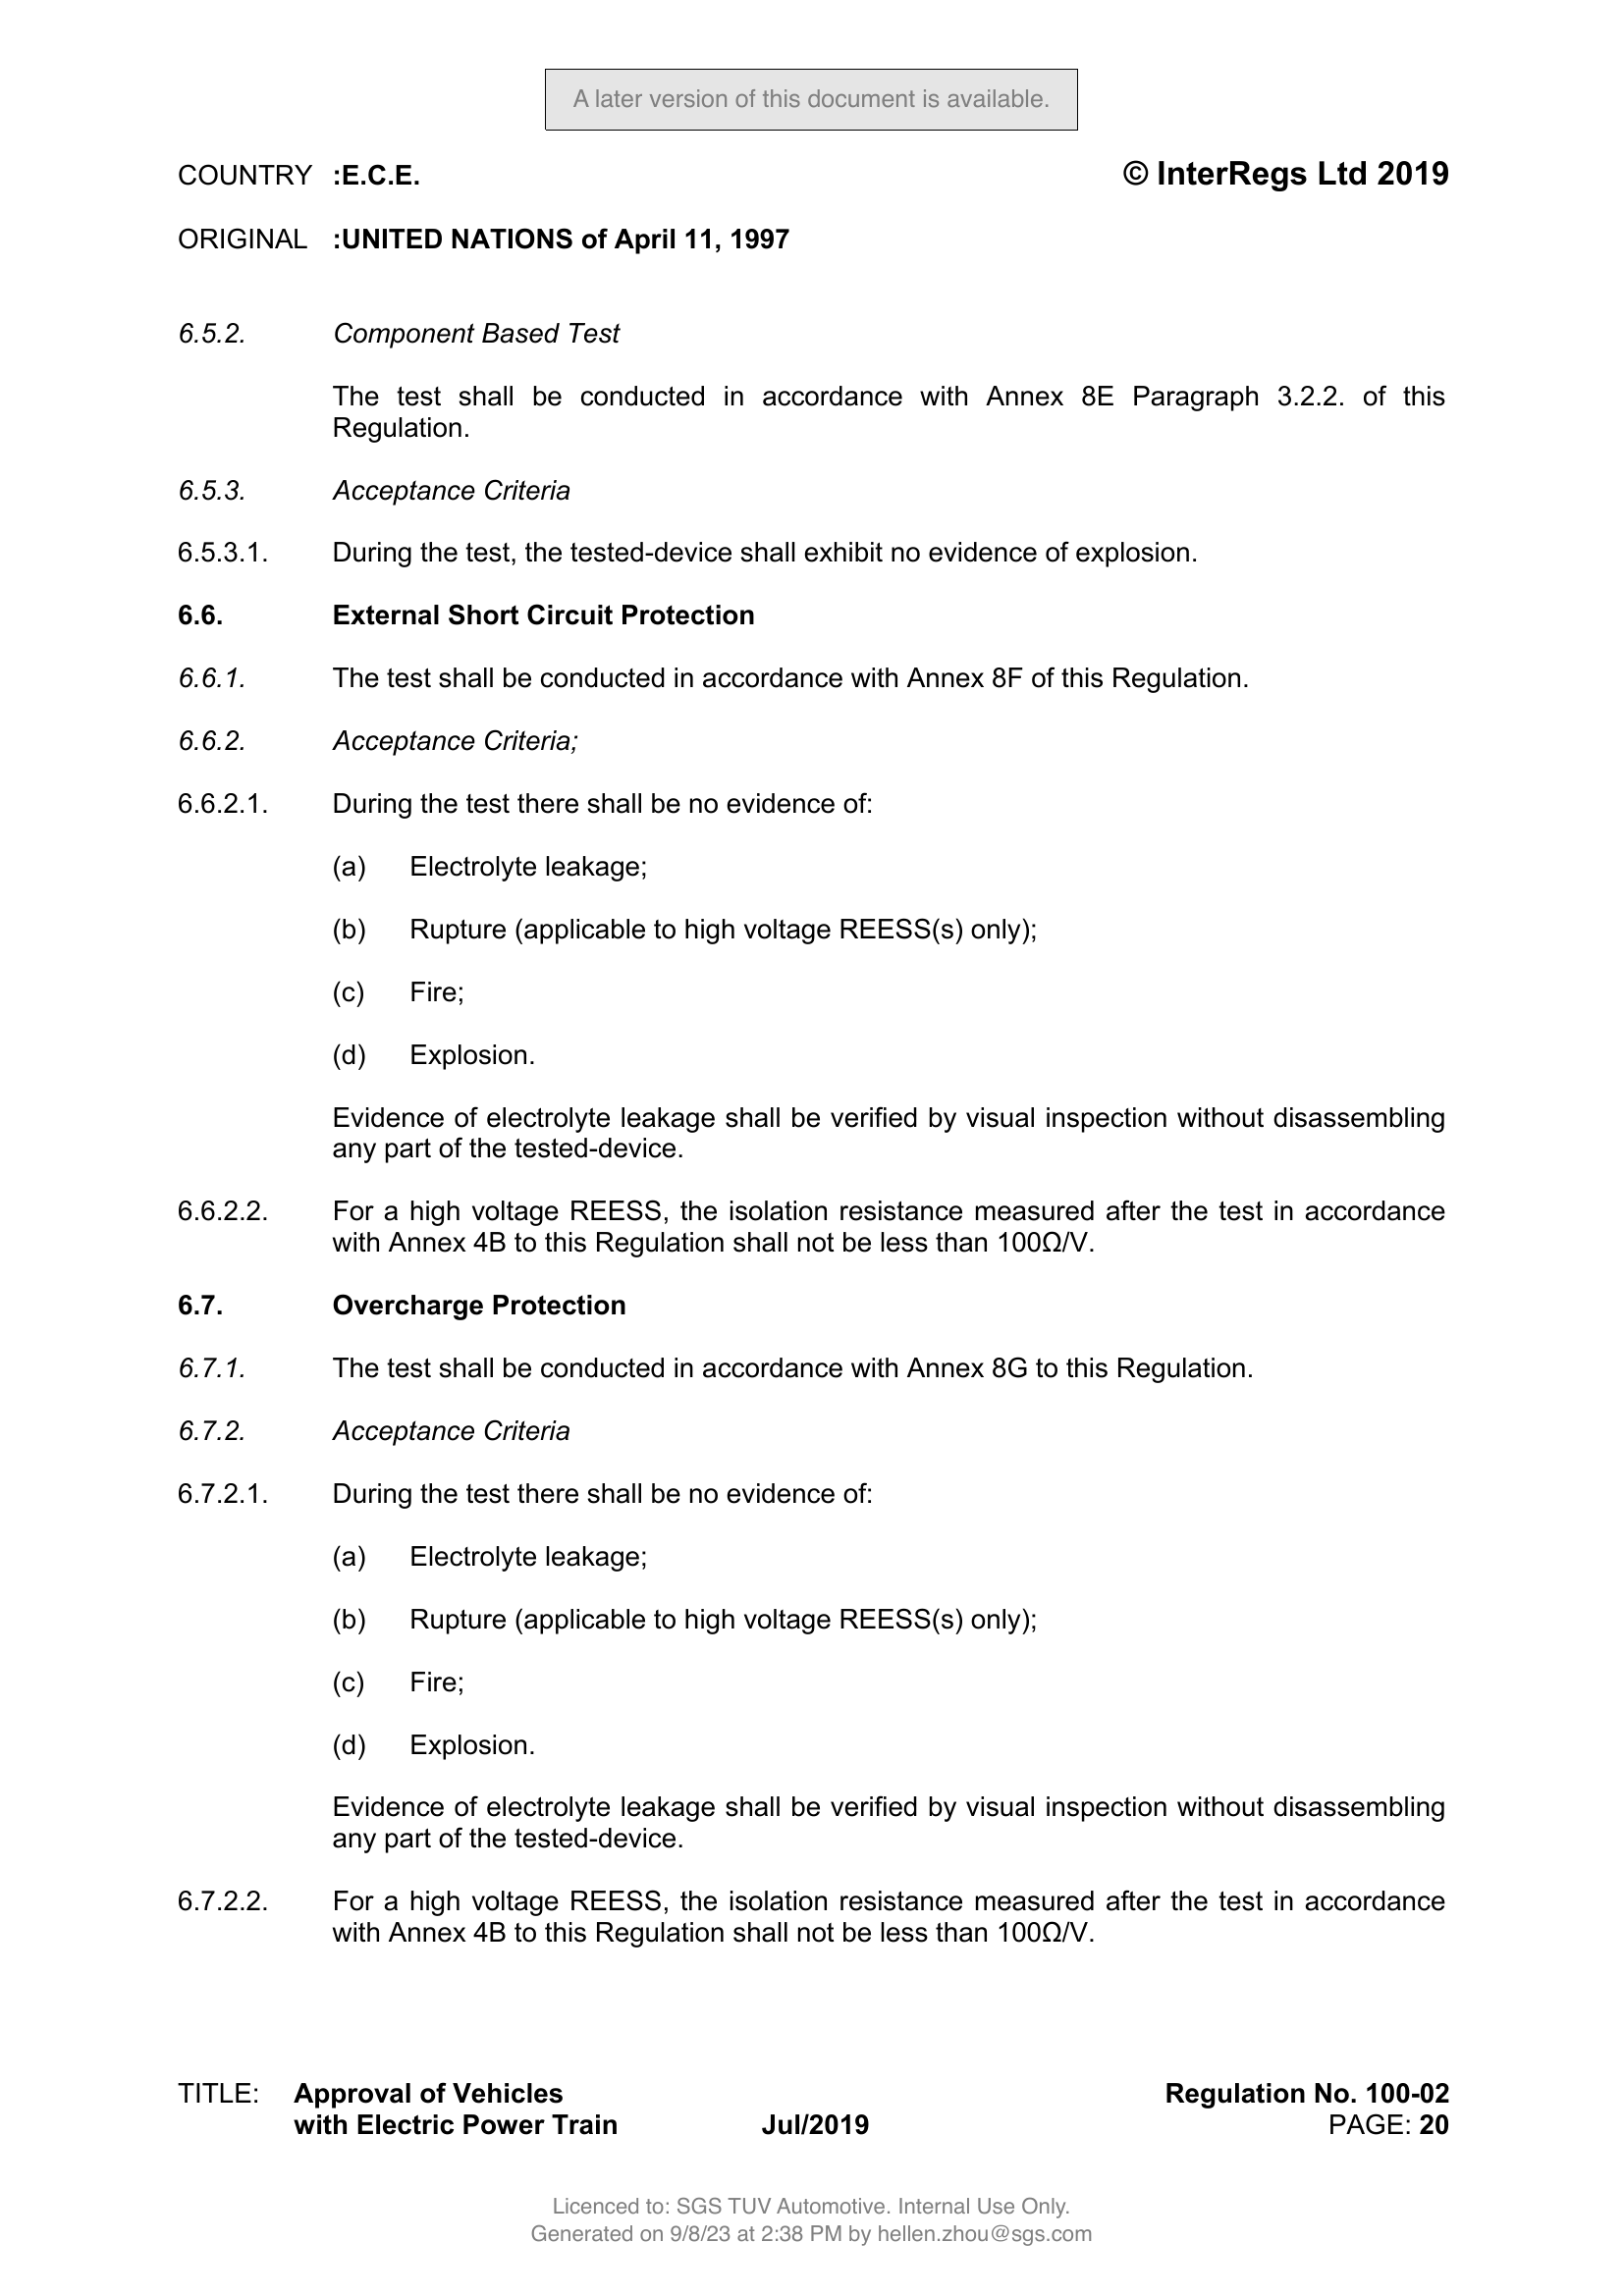 A later version of this document is available.
COUNTRY :E.C.E. © InterRegs Ltd 2019
ORIGINAL :UNITED NATIONS of April 11, 1997
6.5.2. Component Based Test
The test shall be conducted in accordance with Annex 8E Paragraph 3.2.2. of this
Regulation.
6.5.3. Acceptance Criteria
6.5.3.1. During the test, the tested-device shall exhibit no evidence of explosion.
6.6. External Short Circuit Protection
6.6.1. The test shall be conducted in accordance with Annex 8F of this Regulation.
6.6.2. Acceptance Criteria;
6.6.2.1. During the test there shall be no evidence of:
(a) Electrolyte leakage;
(b) Rupture (applicable to high voltage REESS(s) only);
(c) Fire;
(d) Explosion.
Evidence of electrolyte leakage shall be verified by visual inspection without disassembling
any part of the tested-device.
6.6.2.2. For a high voltage REESS, the isolation resistance measured after the test in accordance
with Annex 4B to this Regulation shall not be less than 100Ω/V.
6.7. Overcharge Protection
6.7.1. The test shall be conducted in accordance with Annex 8G to this Regulation.
6.7.2. Acceptance Criteria
6.7.2.1. During the test there shall be no evidence of:
(a) Electrolyte leakage;
(b) Rupture (applicable to high voltage REESS(s) only);
(c) Fire;
(d) Explosion.
Evidence of electrolyte leakage shall be verified by visual inspection without disassembling
any part of the tested-device.
6.7.2.2. For a high voltage REESS, the isolation resistance measured after the test in accordance
with Annex 4B to this Regulation shall not be less than 100Ω/V.
TITLE: Approval of Vehicles Regulation No. 100-02
with Electric Power Train Jul/2019 PAGE: 20
Licenced to: SGS TUV Automotive. Internal Use Only.
Generated on 9/8/23 at 2:38 PM by hellen.zhou@sgs.com